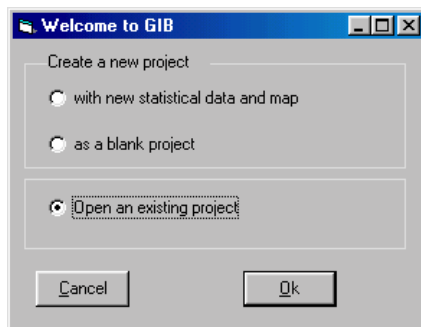 Welcome to GIB
Create a new project
with new statistical data and map
as a blank project
Open an existing project
Cancel
Ok